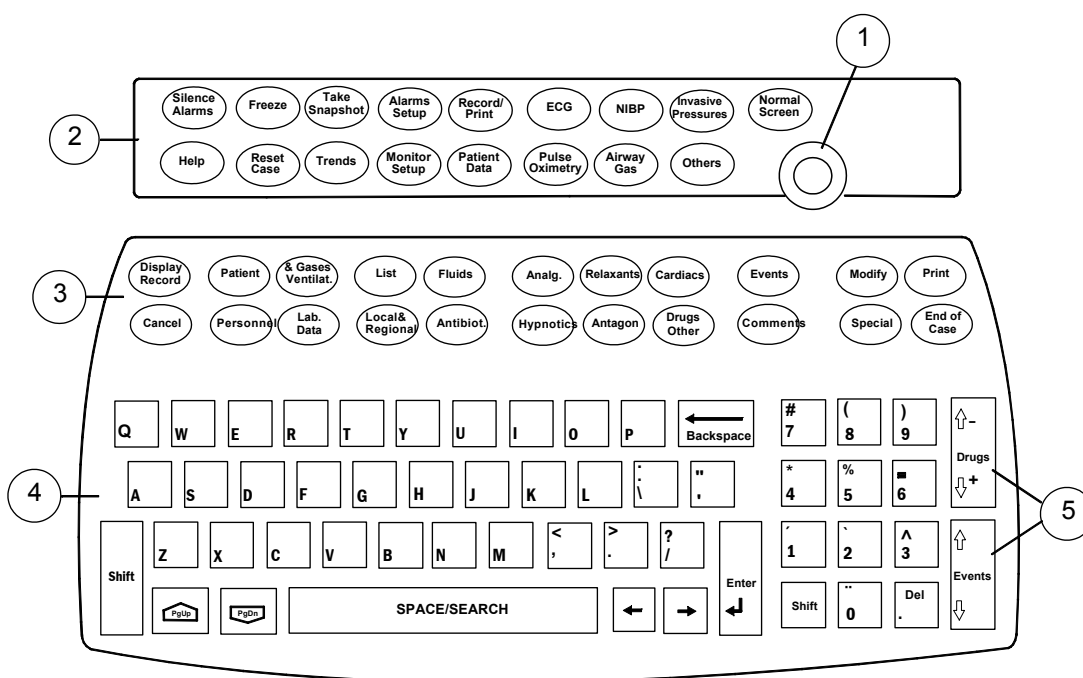 1
Silence Alarms
Freeze
Take Snapshot
Alarms Setup
Record/ Print
ECG
NIBP
Invasive Pressures
Normal Screen
2
Help
Reset Case
Trends
Monitor Setup
Patient Data
Pulse Oximetry
Airway Gas
Others
3
Display Record
Patient
& Gases Ventilat.
List
Fluids
Analg.
Relaxants
Cardiacs
Events
Modify
Print
Cancel
Personnel
Lab. Data
Local& Regional
Antibiot.
Hypnotics
Antagon
Drugs Other
Comments
Special
End of Case
4
Q W E R T Y U I O P
Backspace
# 7
( 8
) 9
- Drugs +
A S D F G H J K L
: \
" '
* 4
% 5
= 6
5
Shift
Z X C V B N M
< ,
> .
? /
Enter
´ 1
` 2
^ 3
Events
PgUp
PgDn
SPACE/SEARCH
Shift
¨ 0
Del .